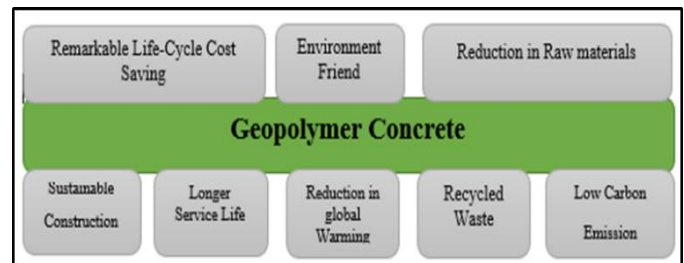 Remarkable Life-Cycle Cost
Saving
Environment
Friend
Reduction in Raw materials
Geopolymer Concrete
Sustainable
Construction
Longer
Service Life
Reduction in
global
Warming
Recycled
Waste
Low Carbon
Emission